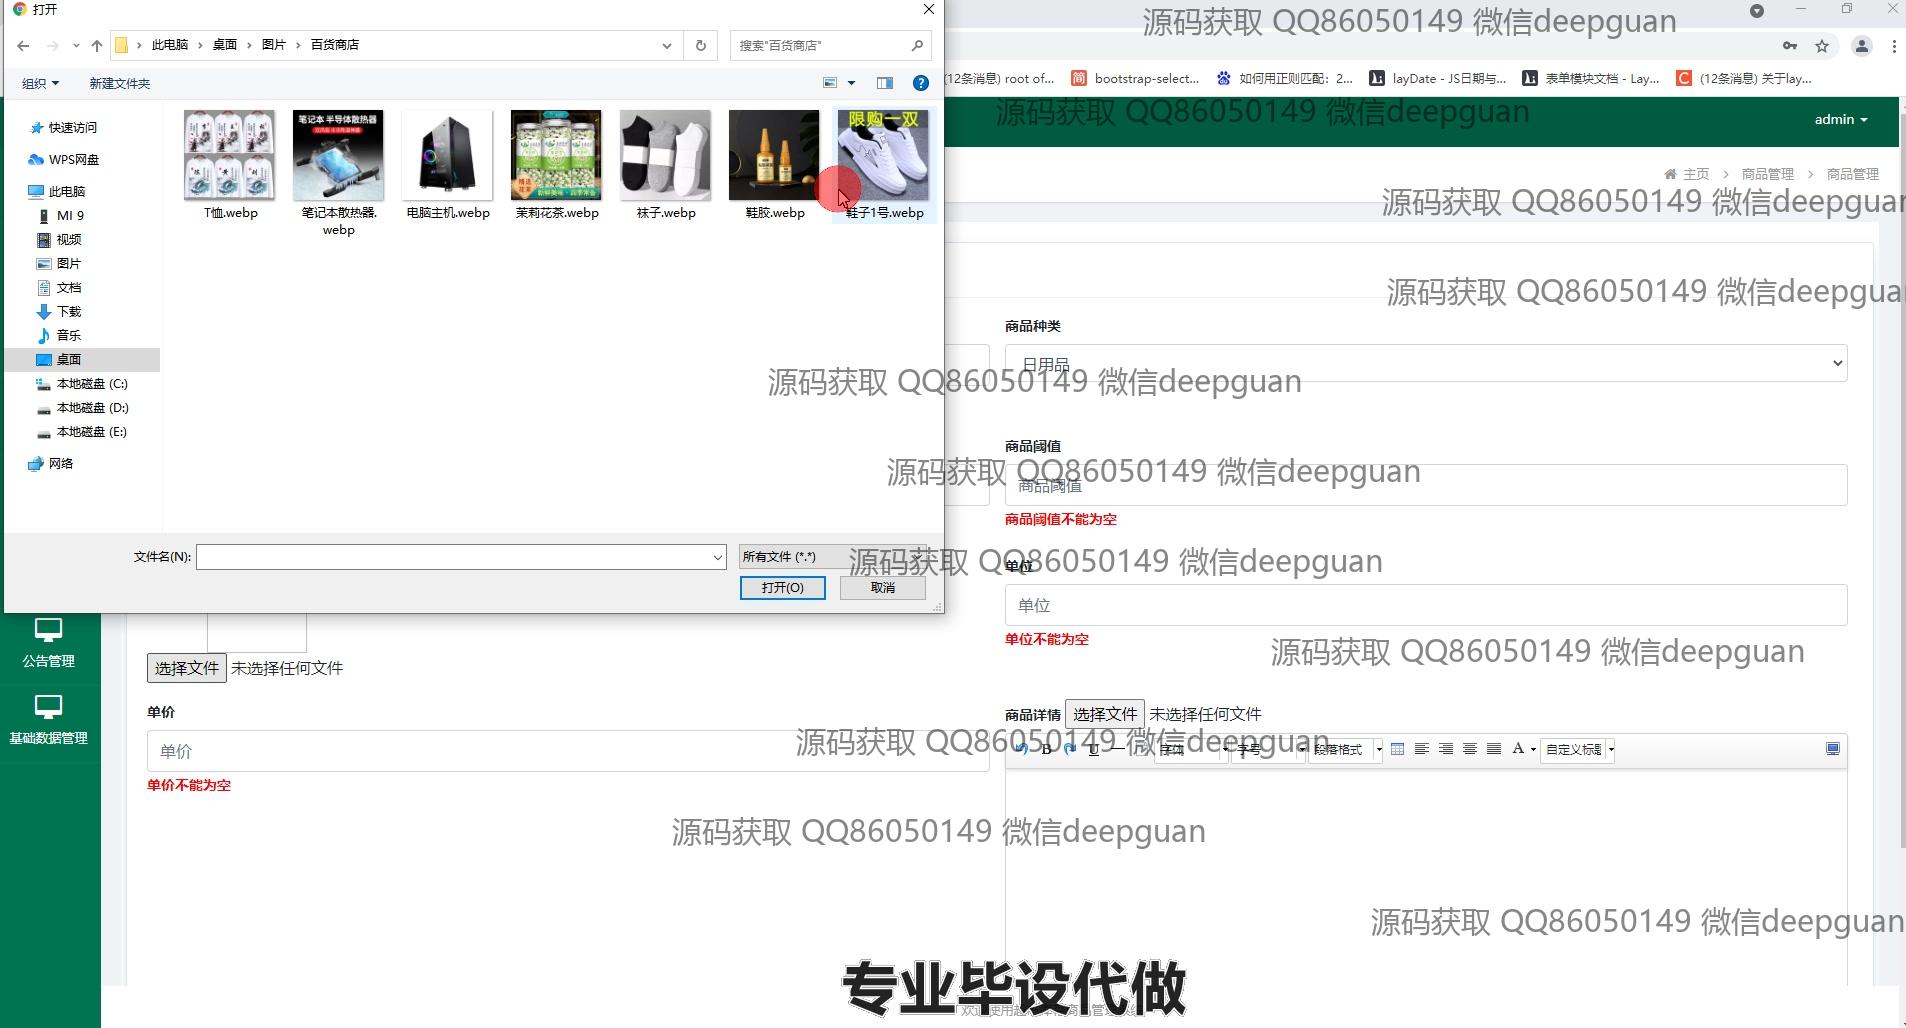 打开
此电脑 › 桌面 › 图片 › 百货商店
搜索"百货商店"
组织
新建文件夹
快速访问
WPS网盘
此电脑
MI 9
视频
图片
文档
下载
音乐
桌面
本地磁盘 (C:)
本地磁盘 (D:)
本地磁盘 (E:)
网络
笔记本 半导体散热器
限购一双
T恤.webp
笔记本散热器.
webp
电脑主机.webp
茉莉花茶.webp
袜子.webp
鞋胶.webp
鞋子1号.webp
文件名(N):
所有文件 (*.*)
打开(O)
取消
源码获取 QQ86050149 微信deepguan
(12条消息) root of...
bootstrap-select...
如何用正则匹配：2...
layDate - JS日期与...
表单模块文档 - Lay...
(12条消息) 关于lay...
源码获取 QQ86050149 微信deepguan
admin
主页 › 商品管理 › 商品管理
源码获取 QQ86050149 微信deepguan
源码获取 QQ86050149 微信deepgua
商品种类
日用品
源码获取 QQ86050149 微信deepguan
商品阈值
商品阈值
源码获取 QQ86050149 微信deepguan
商品阈值不能为空
源码获取 QQ86050149 微信deepguan
单位
单位
单位不能为空
源码获取 QQ86050149 微信deepguan
公告管理
基础数据管理
选择文件 未选择任何文件
单价
单价
单价不能为空
商品详情 选择文件 未选择任何文件
源码获取 QQ86050149 微信deepguan
字体 字号 段落格式 自定义标题
源码获取 QQ86050149 微信deepguan
源码获取 QQ86050149 微信deepguan
专业毕设代做